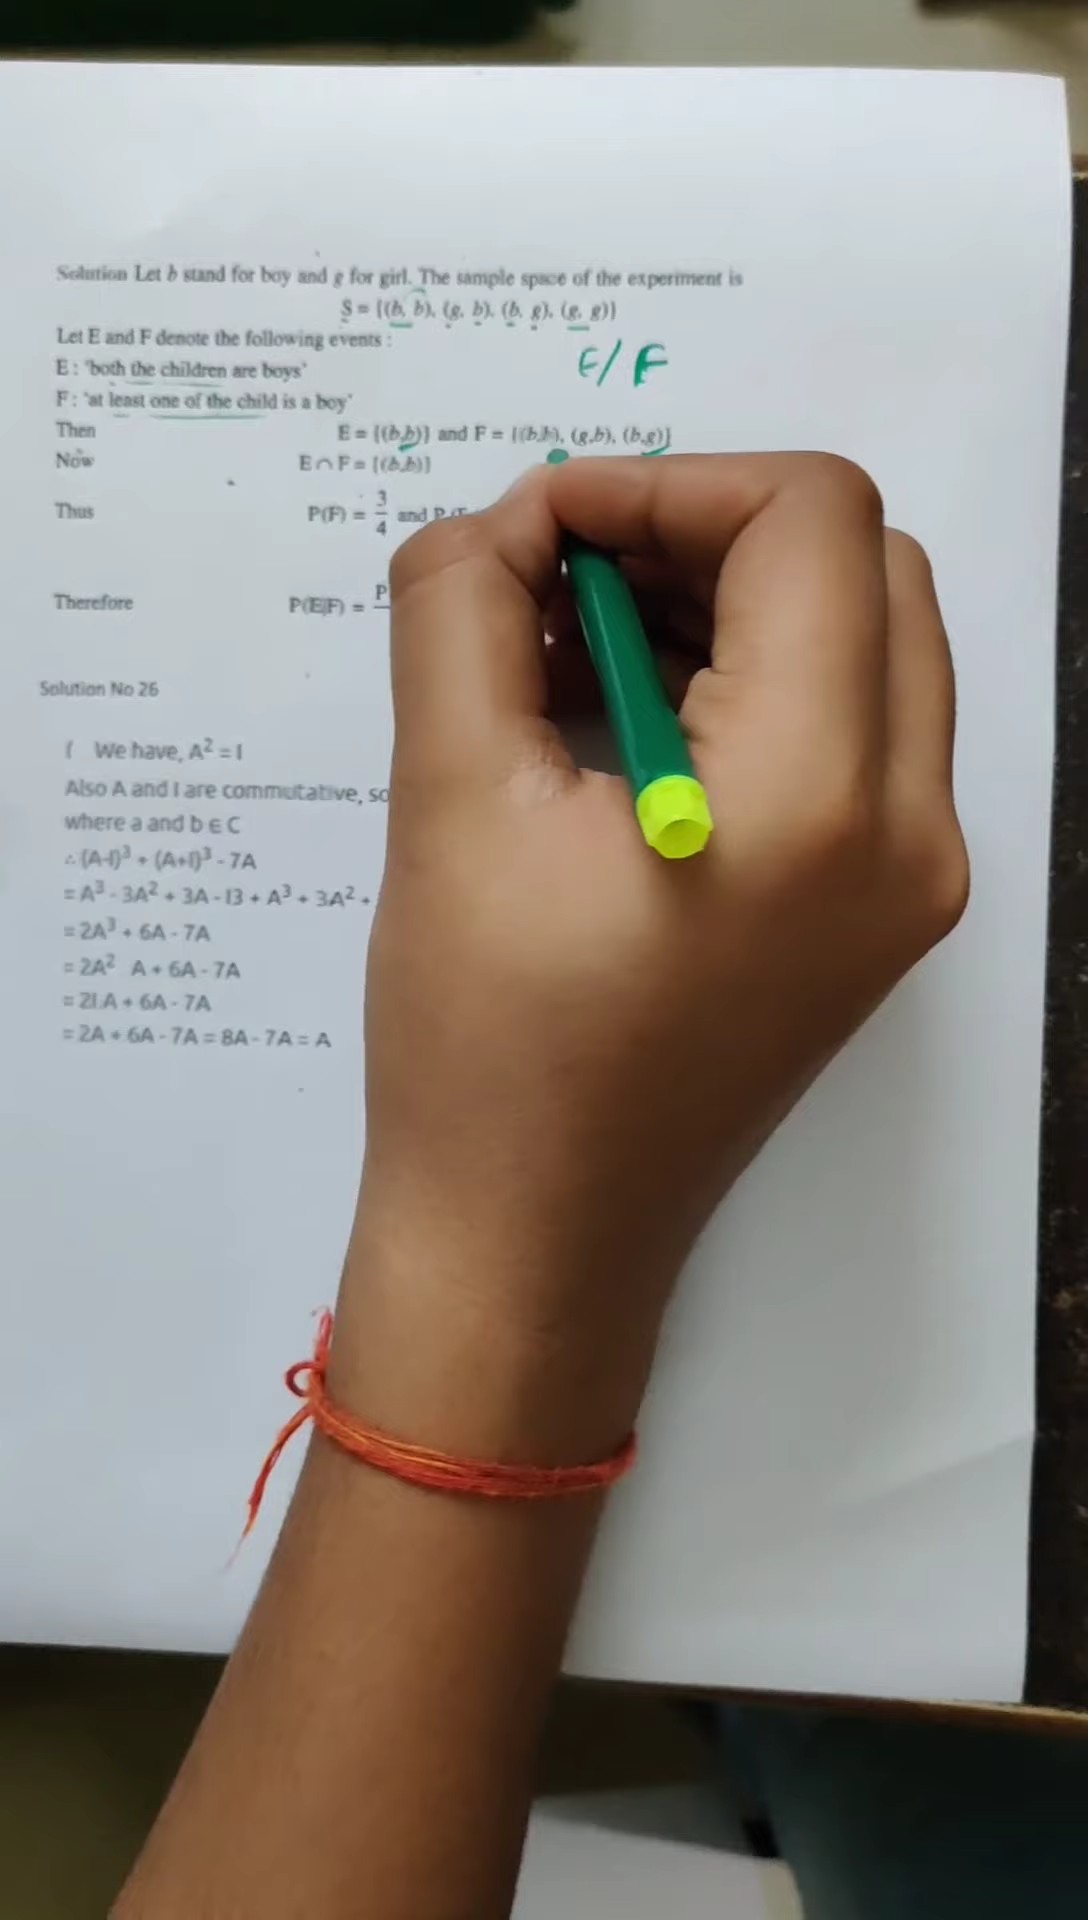 Solution Let b stand for boy and g for girl. The sample space of the experiment is
S = {(b, b), (g, b), (b, g), (g, g)}
Let E and F denote the following events :
E/F
E : 'both the children are boys'
F : 'at least one of the child is a boy'
Then E = {(b,b)} and F = {(b,b), (g,b), (b,g)}
Now E ∩ F = {(b,b)}
Thus P(F) = 3/4 and P
Therefore P(E|F) = P
Solution No 26
( We have, A² = I
Also A and I are commutative, so
where a and b ∈ C
∴ (A-I)³ + (A+I)³ - 7A
= A³ - 3A² + 3A - I3 + A³ + 3A² +
= 2A³ + 6A - 7A
= 2A² A + 6A - 7A
= 2I.A + 6A - 7A
= 2A + 6A - 7A = 8A - 7A = A